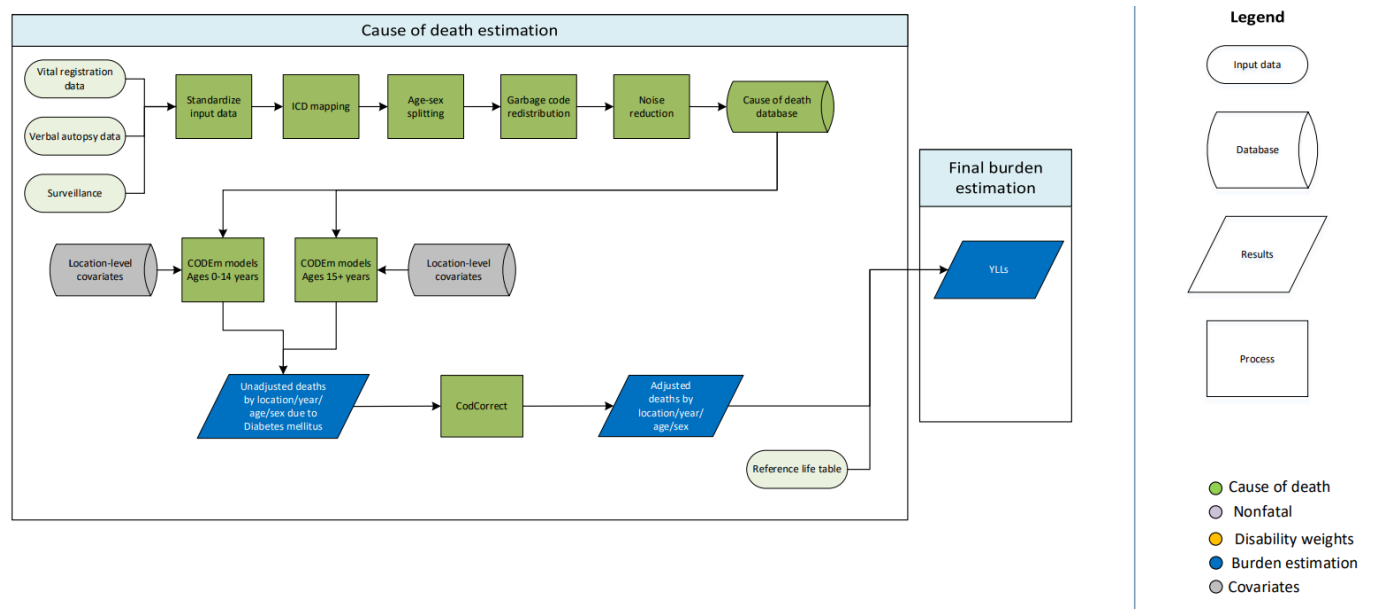 Cause of death estimation
Vital registration
data
Verbal autopsy data
Surveillance
Standardize
input data
ICD mapping
Age-sex
splitting
Garbage code
redistribution
Noise
reduction
Cause of death
database
Location-level
covariates
CODEm models
Ages 0-14 years
CODEm models
Ages 15+ years
Location-level
covariates
Unadjusted deaths
by location/year/
age/sex due to
Diabetes mellitus
CodCorrect
Adjusted
deaths by
location/year/
age/sex
Reference life table
Final burden
estimation
YLLs
Legend
Input data
Database
Results
Process
Cause of death
Nonfatal
Disability weights
Burden estimation
Covariates